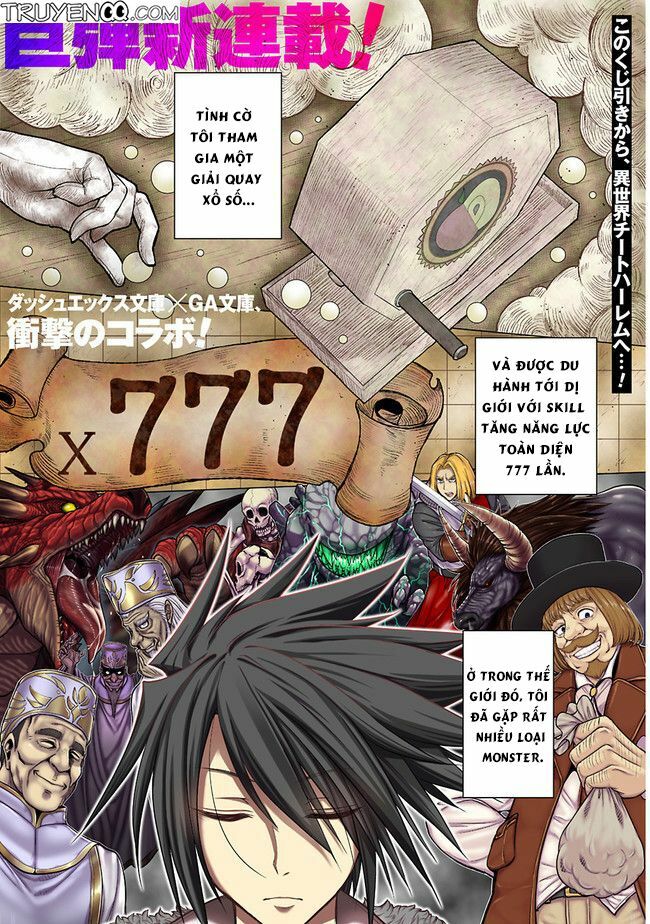 TRUYENQQ.COM
巨弾新連載!
このくじ引きから、異世界チートハーレムへ…!
TÌNH CỜ
TÔI THAM
GIA MỘT
GIẢI QUAY
XỔ SỐ...
ダッシュエックス文庫×GA文庫、
衝撃のコラボ!
x777
VÀ ĐƯỢC DU
HÀNH TỚI DỊ
GIỚI VỚI SKILL
TĂNG NĂNG LỰC
TOÀN DIỆN
777 LẦN.
Ở TRONG THẾ
GIỚI ĐÓ, TÔI
ĐÃ GẶP RẤT
NHIỀU LOẠI
MONSTER.